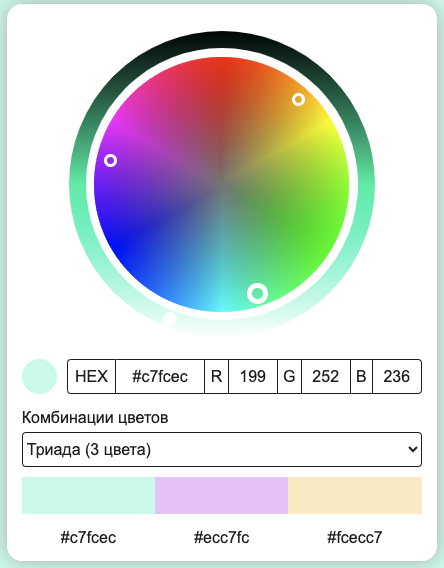 HEX #c7fcec R 199 G 252 B 236
Комбинации цветов
Триада (3 цвета)
#c7fcec #ecc7fc #fcecc7